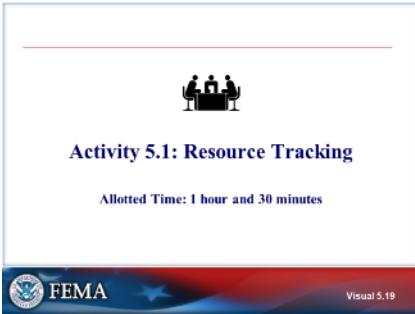 Activity 5.1: Resource Tracking
Allotted Time: 1 hour and 30 minutes
FEMA
Visual 5.19